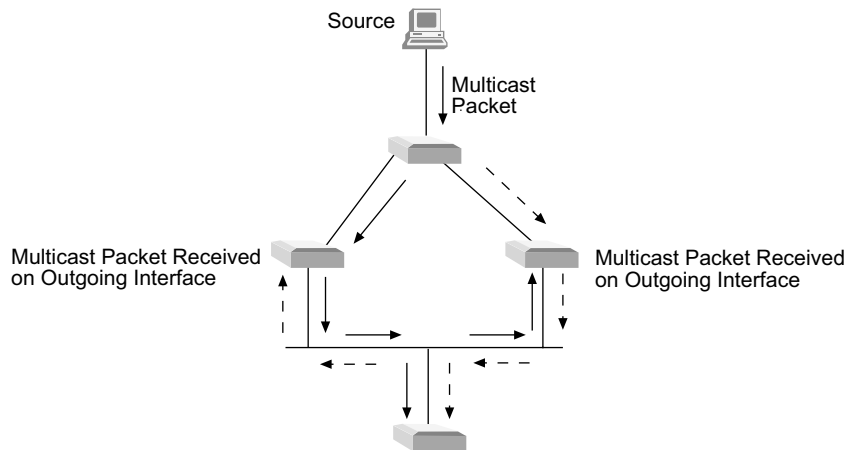 Source
Multicast
Packet
Multicast Packet Received
on Outgoing Interface
Multicast Packet Received
on Outgoing Interface